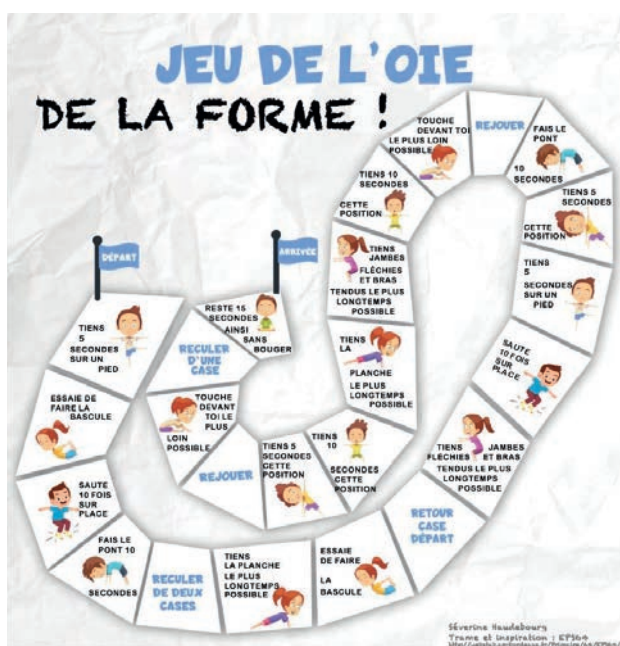 JEU DE L'OIE
DE LA FORME !
DÉPART
TIENS
5
SECONDES
SUR UN
PIED
ESSAIE DE
FAIRE LA
BASCULE
SAUTE
10 FOIS
SUR
PLACE
FAIS LE
PONT 10
SECONDES
RECULER
DE DEUX
CASES
TIENS
LA PLANCHE
LE PLUS
LONGTEMPS
POSSIBLE
ESSAIE
DE FAIRE
LA
BASCULE
RETOUR
CASE
DÉPART
TIENS JAMBES
FLÉCHIES ET BRAS
TENDUS LE PLUS
LONGTEMPS
POSSIBLE
SAUTE
10 FOIS
SUR
PLACE
TIENS
5
SECONDES
SUR UN
PIED
TIENS 5
SECONDES
CETTE
POSITION
FAIS LE
PONT
10
SECONDES
REJOUER
TOUCHE
DEVANT TOI
LE PLUS LOIN
POSSIBLE
TIENS 10
SECONDES
CETTE
POSITION
TIENS
JAMBES
FLÉCHIES
ET BRAS
TENDUS LE PLUS
LONGTEMPS
POSSIBLE
TIENS
LA
PLANCHE
LE PLUS
LONGTEMPS
POSSIBLE
TIENS
10
SECONDES
CETTE
POSITION
TIENS 5
SECONDES
CETTE
POSITION
REJOUER
TOUCHE
DEVANT
TOI LE
PLUS
LOIN
POSSIBLE
RECULER
D'UNE
CASE
RESTE 15
SECONDES
AINSI
SANS
BOUGER
ARRIVÉE
Séverine Haudebourg
Trame et inspiration : EPS64